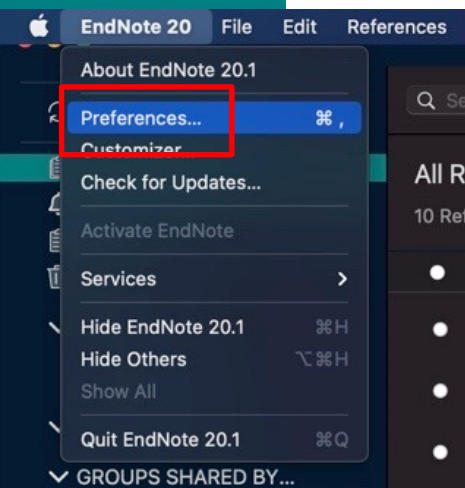 EndNote 20 File Edit References
About EndNote 20.1
Preferences... ⌘ ,
Customizer...
Check for Updates...
Activate EndNote
Services
Hide EndNote 20.1 ⌘H
Hide Others ⌥⌘H
Show All
Quit EndNote 20.1 ⌘Q
GROUPS SHARED BY...
All R
10 Ref